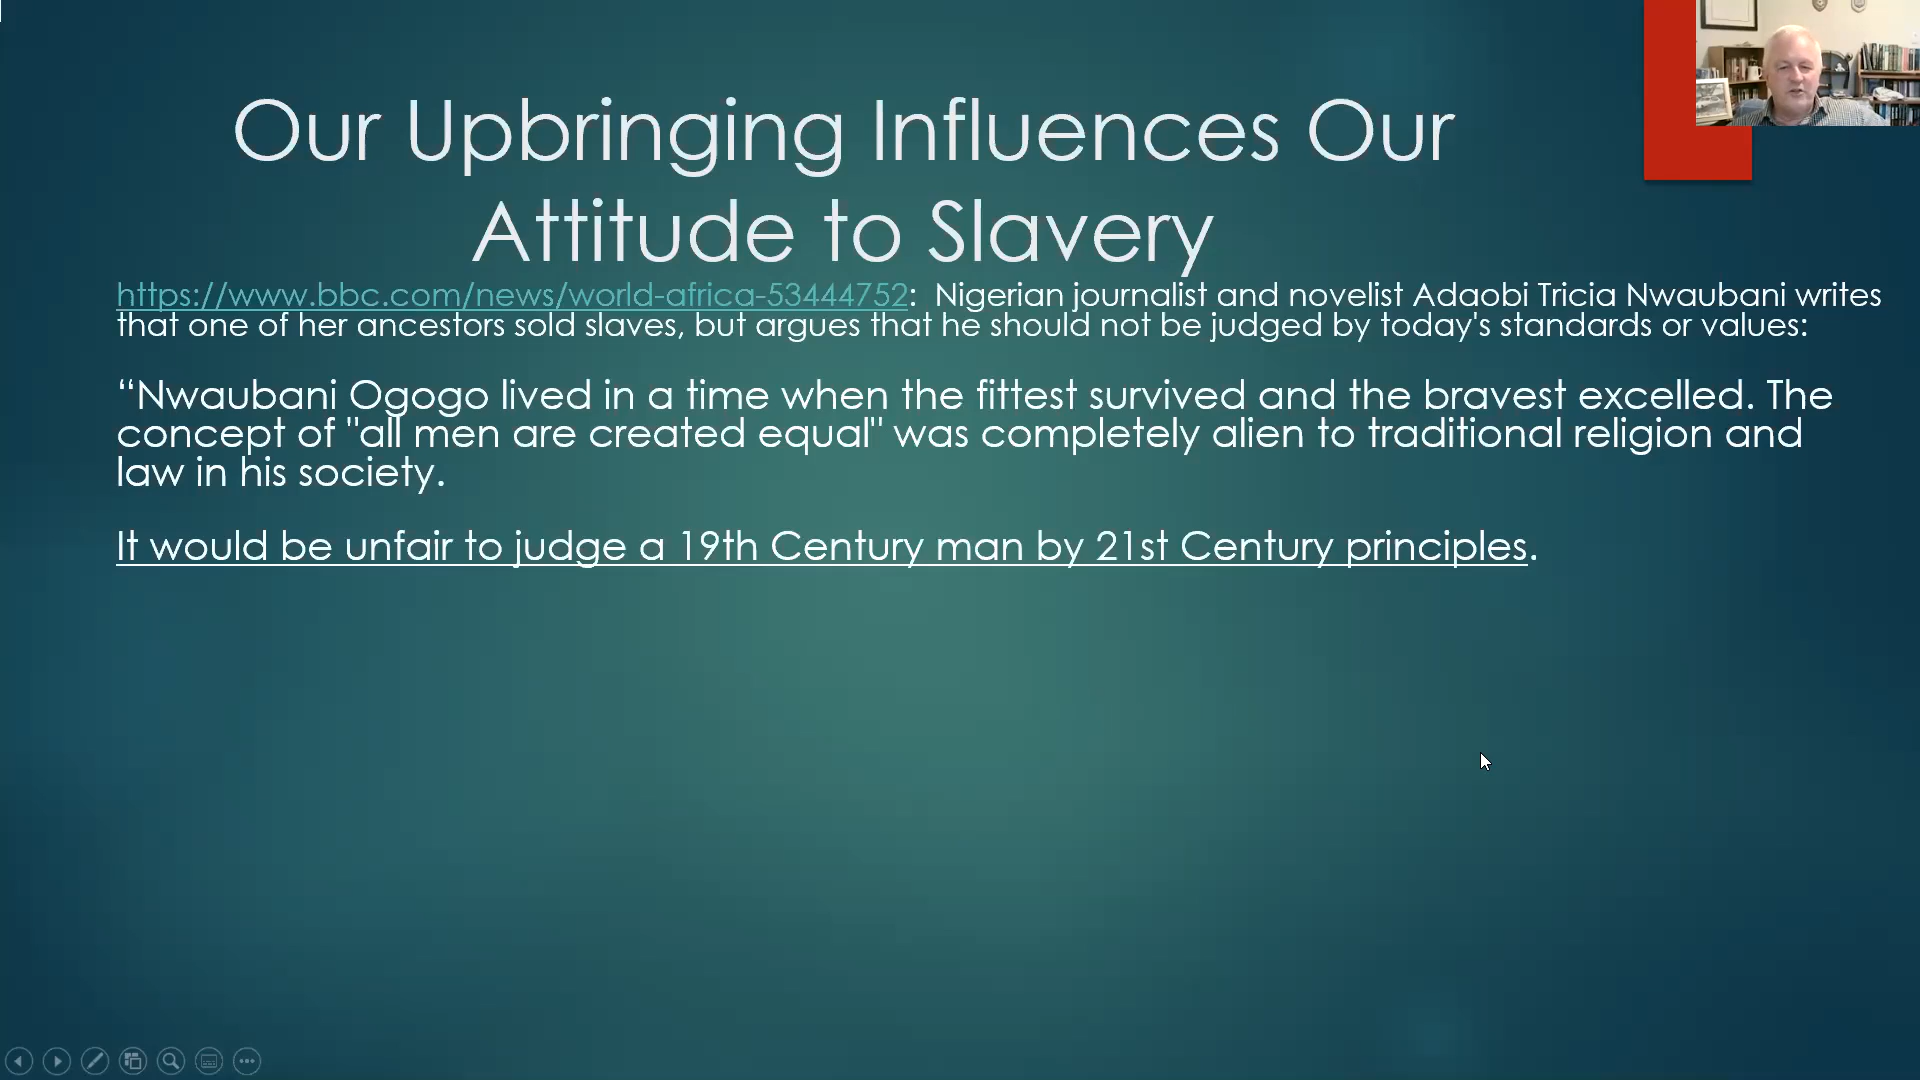 Our Upbringing Influences Our
Attitude to Slavery
https://www.bbc.com/news/world-africa-53444752:  Nigerian journalist and novelist Adaobi Tricia Nwaubani writes
that one of her ancestors sold slaves, but argues that he should not be judged by today's standards or values:
“Nwaubani Ogogo lived in a time when the fittest survived and the bravest excelled. The
concept of "all men are created equal" was completely alien to traditional religion and
law in his society.
It would be unfair to judge a 19th Century man by 21st Century principles.